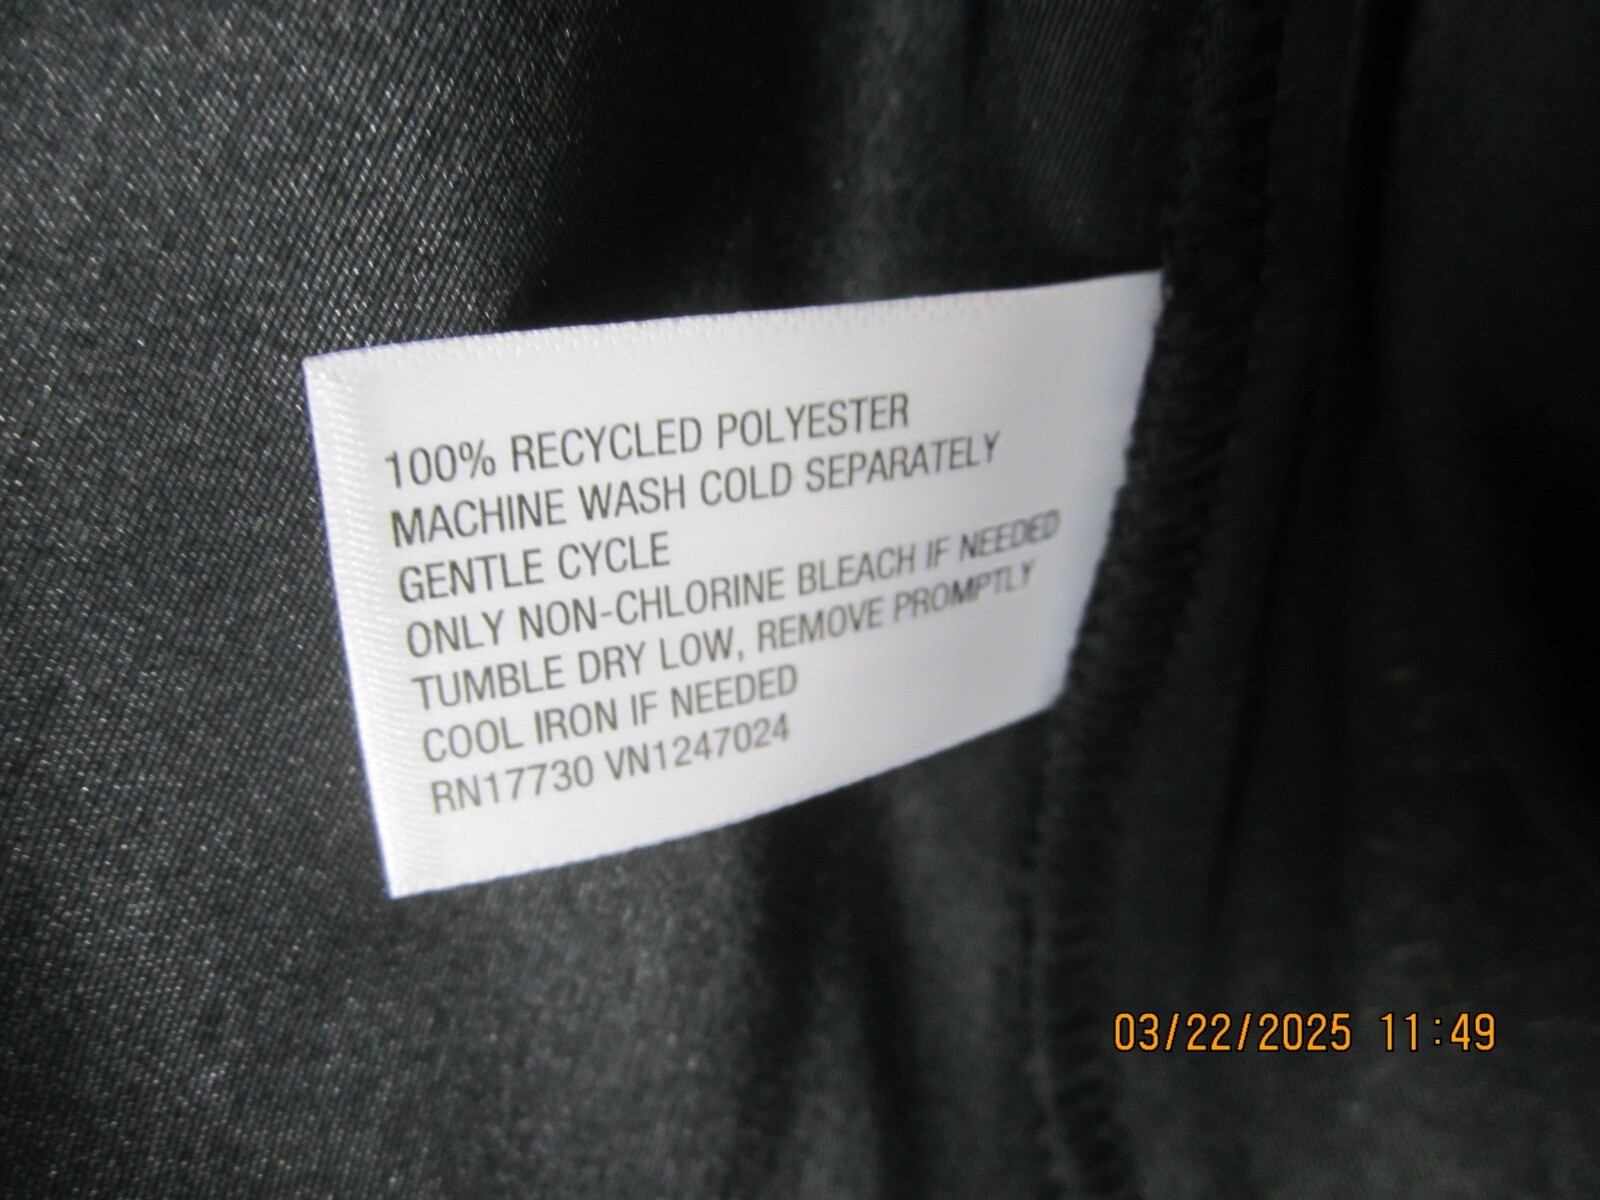 100% RECYCLED POLYESTER
MACHINE WASH COLD SEPARATELY
GENTLE CYCLE
ONLY NON-CHLORINE BLEACH IF NEEDED
TUMBLE DRY LOW, REMOVE PROMPTLY
COOL IRON IF NEEDED
RN17730 VN1247024
03/22/2025 11:49